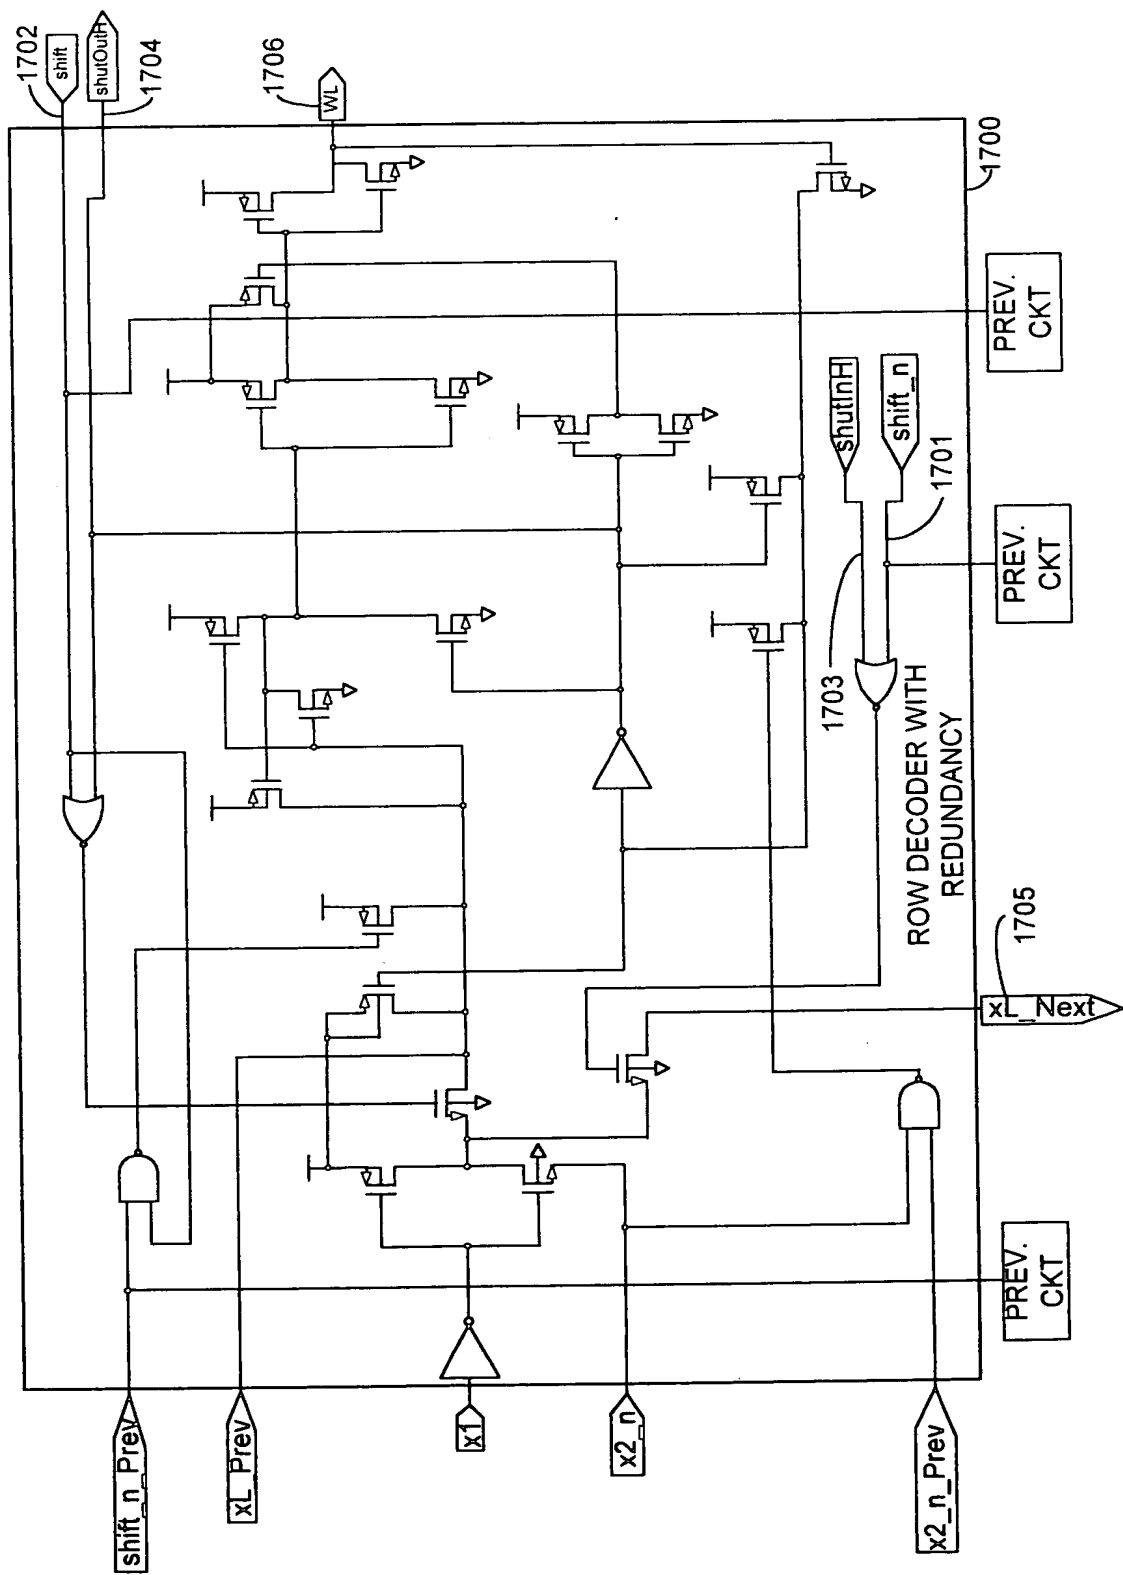 1702
shift
shutOutH
1704
1706
WL
1700
PREV.
CKT
shutInH
shift_n
1701
PREV.
CKT
1703
ROW DECODER WITH
REDUNDANCY
1705
xL_Next
PREV.
CKT
shift_n_Prev
xL_Prev
x1
x2_n
x2_n_Prev